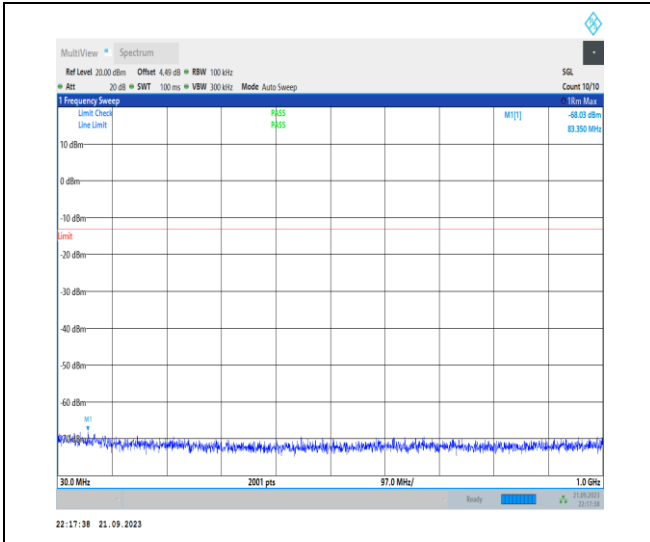 MultiView Spectrum
Ref Level 20.00 dBm Offset 4.49 dB RBW 100 kHz SGL
Att 20 dB SWT 100 ms VBW 300 kHz Mode Auto Sweep Count 10/10
1 Frequency Sweep 1Rm Max
Limit Check PASS M1[1] -68.03 dBm
Line Limit PASS 83.350 MHz
10 dBm
0 dBm
-10 dBm
Limit
-20 dBm
-30 dBm
-40 dBm
-50 dBm
-60 dBm
M1
30.0 MHz 2001 pts 97.0 MHz/ 1.0 GHz
Ready 21.09.2023
22:17:38
22:17:38 21.09.2023